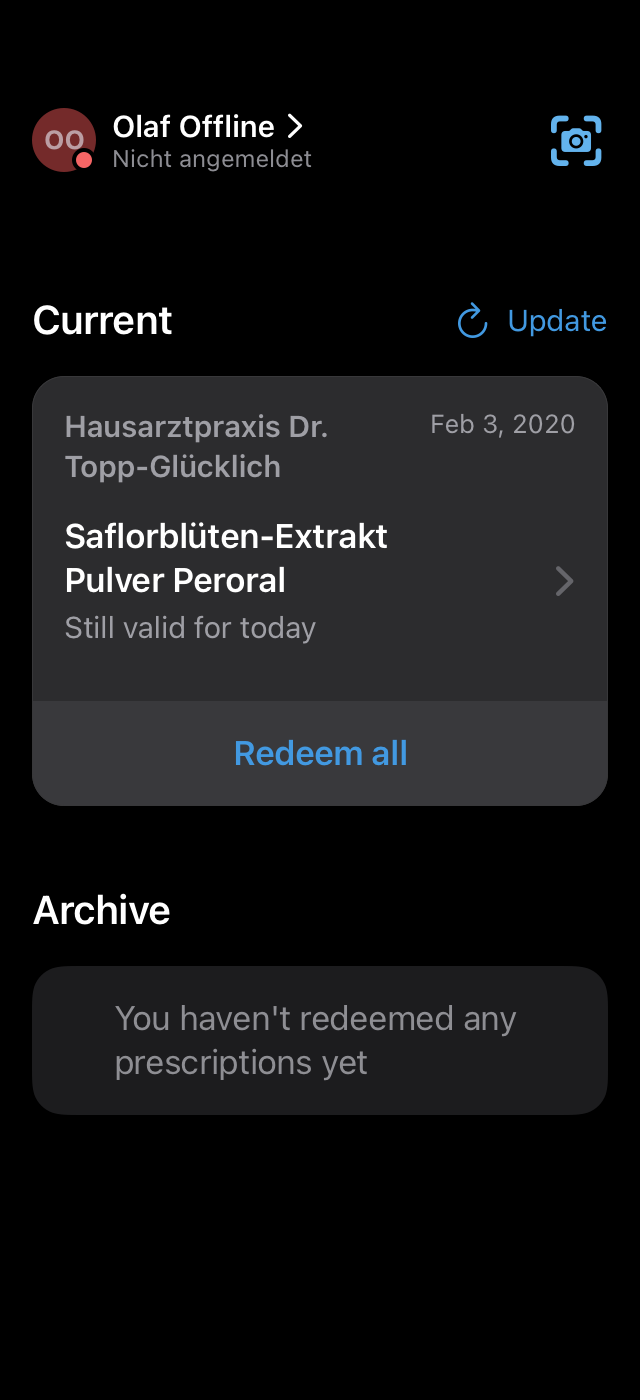 OO
Olaf Offline
Nicht angemeldet
Current
Update
Hausarztpraxis Dr.
Topp-Glücklich
Feb 3, 2020
Saflorblüten-Extrakt
Pulver Peroral
Still valid for today
Redeem all
Archive
You haven't redeemed any
prescriptions yet